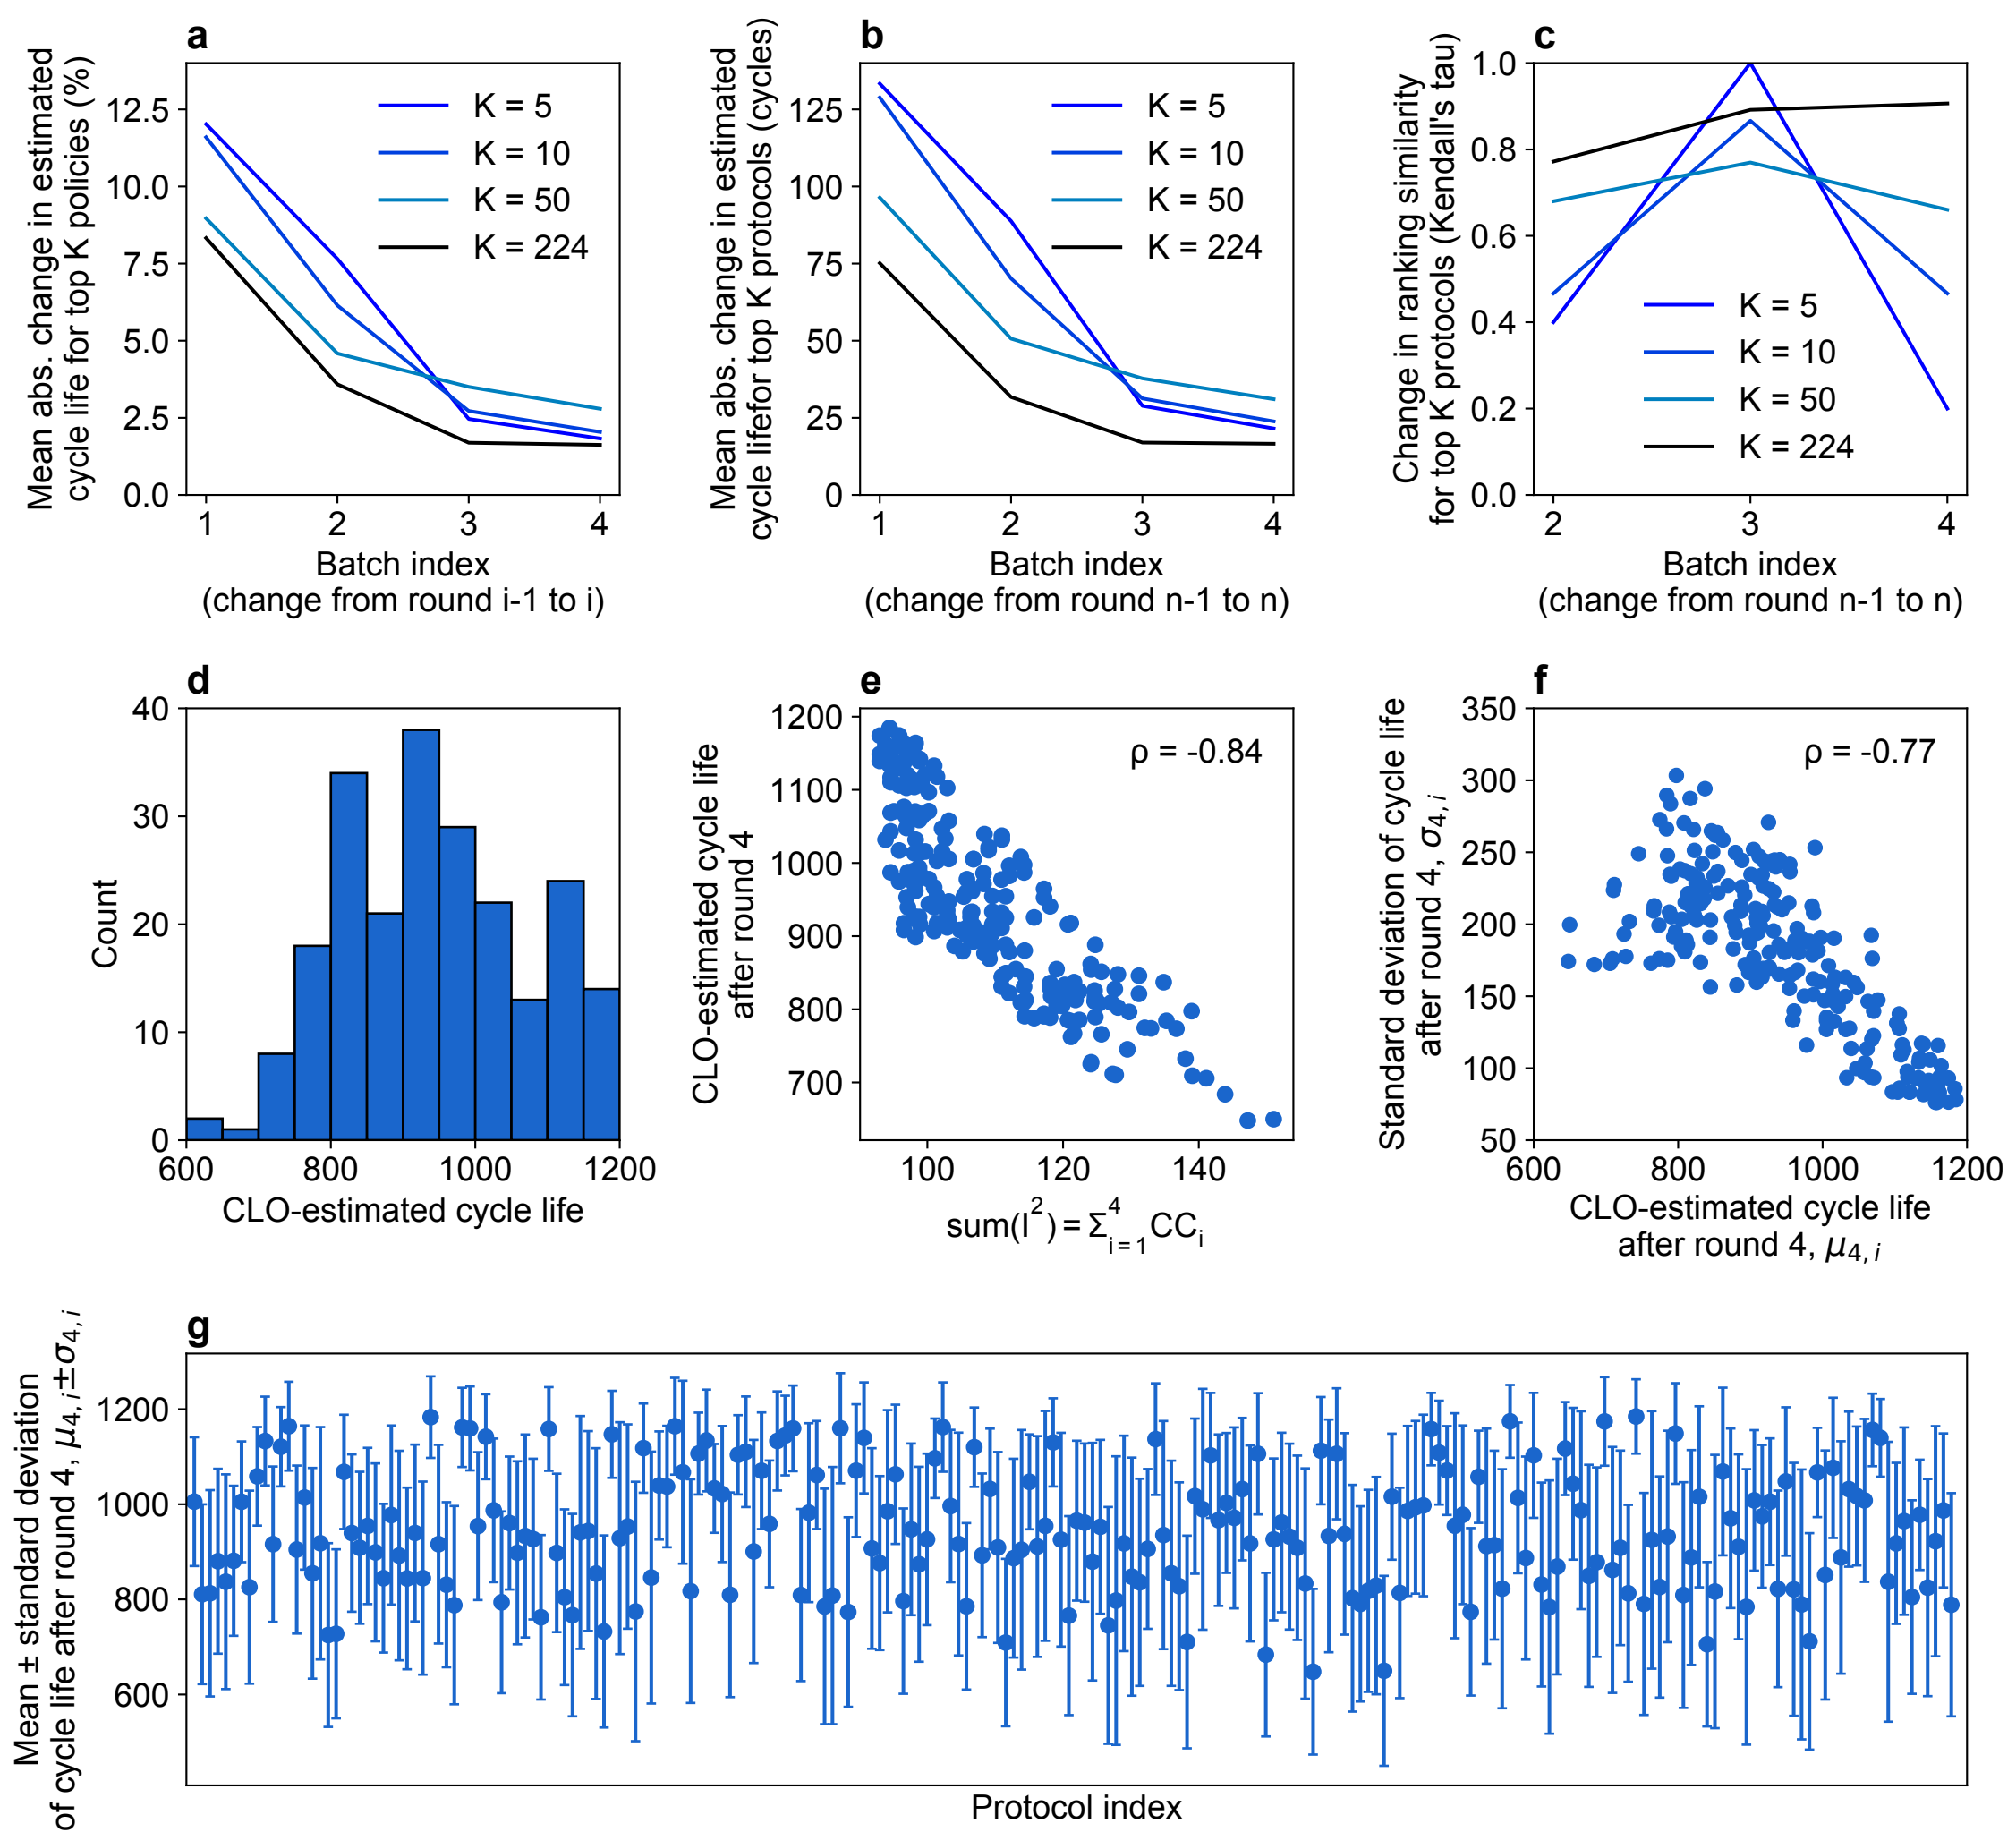 a
Mean abs. change in estimated
cycle life for top K policies (%)
12.5
10.0
7.5
5.0
2.5
0.0
K = 5
K = 10
K = 50
K = 224
1 2 3 4
Batch index
(change from round i-1 to i)
b
Mean abs. change in estimated
cycle lifefor top K protocols (cycles)
125
100
75
50
25
0
K = 5
K = 10
K = 50
K = 224
1 2 3 4
Batch index
(change from round n-1 to n)
c
Change in ranking similarity
for top K protocols (Kendall's tau)
1.0
0.8
0.6
0.4
0.2
0.0
K = 5
K = 10
K = 50
K = 224
2 3 4
Batch index
(change from round n-1 to n)
d
Count
40
30
20
10
0
600 800 1000 1200
CLO-estimated cycle life
e
CLO-estimated cycle life
after round 4
1200
1100
1000
900
800
700
ρ = -0.84
100 120 140
sum(I²) = Σ⁴ᵢ₌₁CCᵢ
f
Standard deviation of cycle life
after round 4, σ₄,ᵢ
350
300
250
200
150
100
50
ρ = -0.77
600 800 1000 1200
CLO-estimated cycle life
after round 4, μ₄,ᵢ
g
Mean ± standard deviation
of cycle life after round 4, μ₄,ᵢ±σ₄,ᵢ
1200
1000
800
600
Protocol index